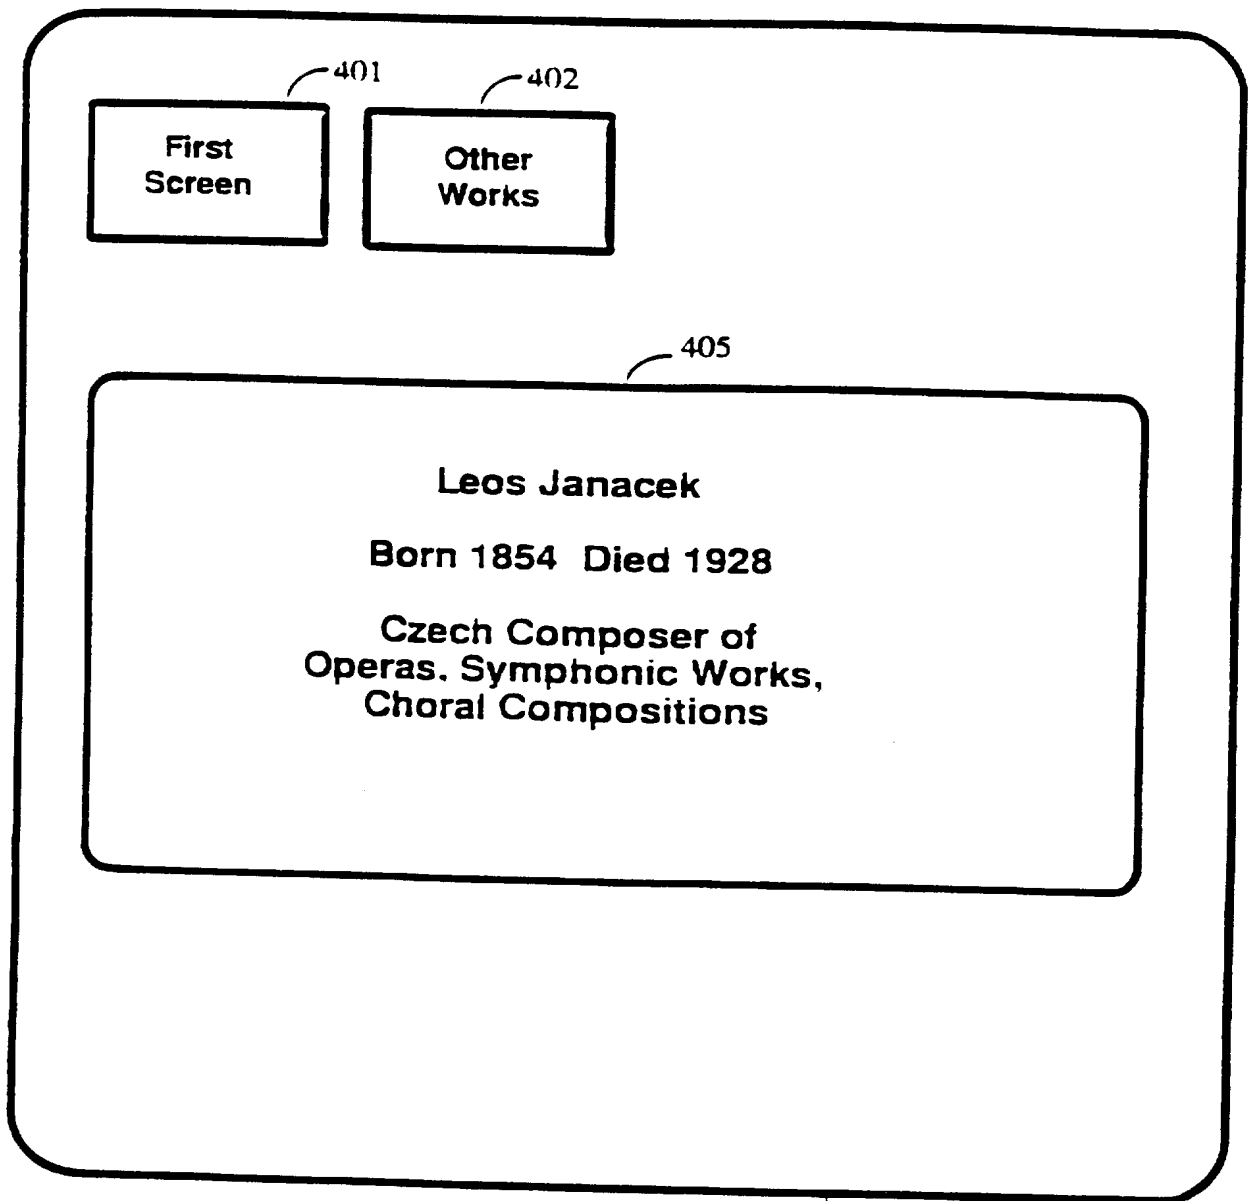 401
402
First
Screen
Other
Works
405
Leos Janacek
Born 1854 Died 1928
Czech Composer of
Operas. Symphonic Works,
Choral Compositions